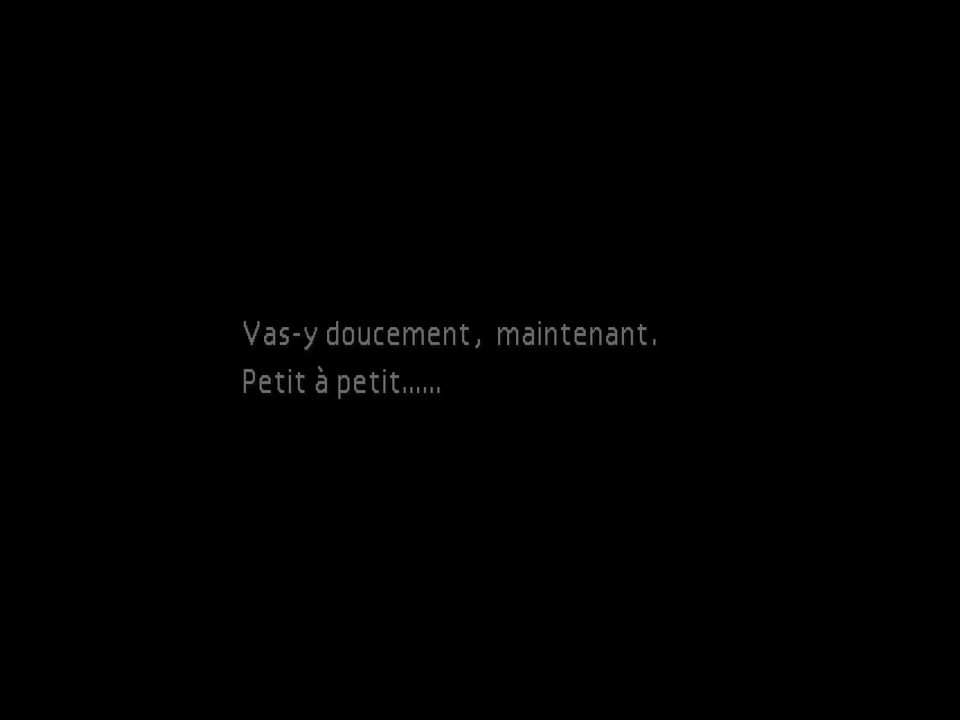 Vas-y doucement, maintenant.
Petit à petit......